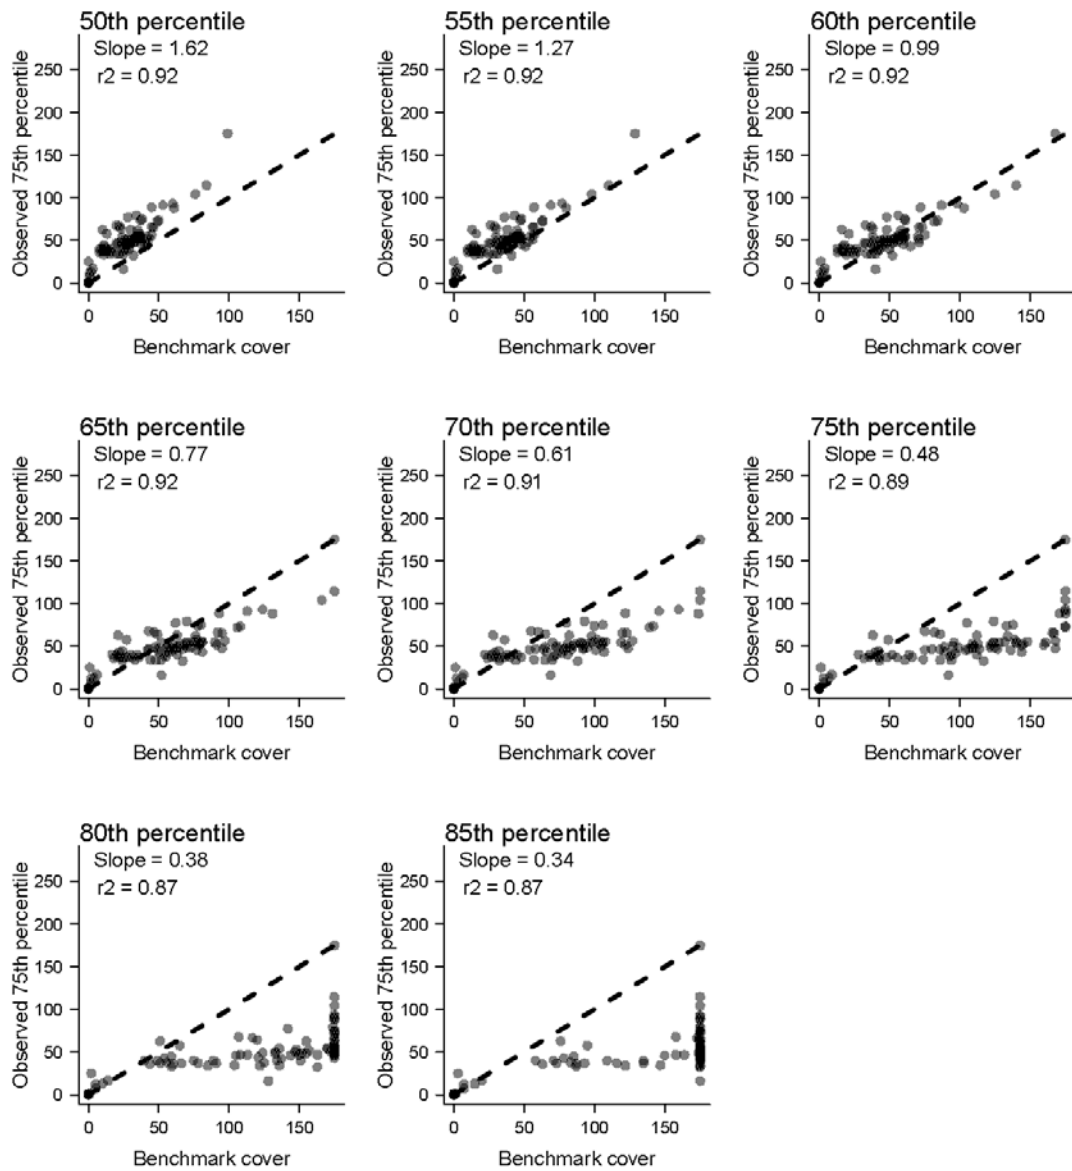 50th percentile
Slope = 1.62
r2 = 0.92
Observed 75th percentile
250
200
150
100
50
0
0 50 100 150
Benchmark cover
55th percentile
Slope = 1.27
r2 = 0.92
Observed 75th percentile
250
200
150
100
50
0
0 50 100 150
Benchmark cover
60th percentile
Slope = 0.99
r2 = 0.92
Observed 75th percentile
250
200
150
100
50
0
0 50 100 150
Benchmark cover
65th percentile
Slope = 0.77
r2 = 0.92
Observed 75th percentile
250
200
150
100
50
0
0 50 100 150
Benchmark cover
70th percentile
Slope = 0.61
r2 = 0.91
Observed 75th percentile
250
200
150
100
50
0
0 50 100 150
Benchmark cover
75th percentile
Slope = 0.48
r2 = 0.89
Observed 75th percentile
250
200
150
100
50
0
0 50 100 150
Benchmark cover
80th percentile
Slope = 0.38
r2 = 0.87
Observed 75th percentile
250
200
150
100
50
0
0 50 100 150
Benchmark cover
85th percentile
Slope = 0.34
r2 = 0.87
Observed 75th percentile
250
200
150
100
50
0
0 50 100 150
Benchmark cover